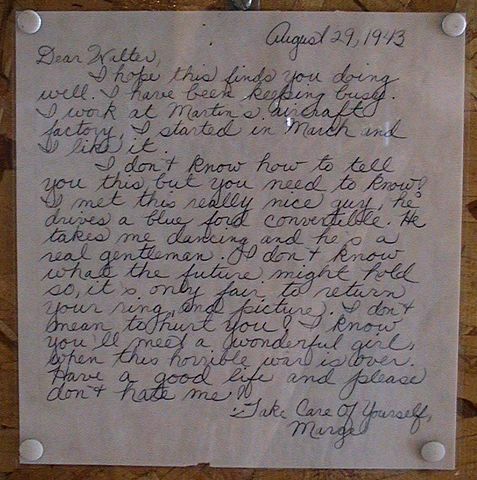 August 29, 1943
Dear Walter,
I hope this finds you doing
well. I have been keeping busy.
I work at Martin's aircraft
factory, I started in March and
I like it.
I don't know how to tell
you this but you need to know!
I met this really nice guy, he
drives a blue ford convertible. He
takes me dancing and he's a
real gentleman. I don't know
what the future might hold
so, it's only fair to return
your ring, and picture. I don't
mean to hurt you! I know
you'll meet a wonderful girl,
when this horrible war is over.
Have a good life and please
don't hate me!!
Take Care Of Yourself,
Marge